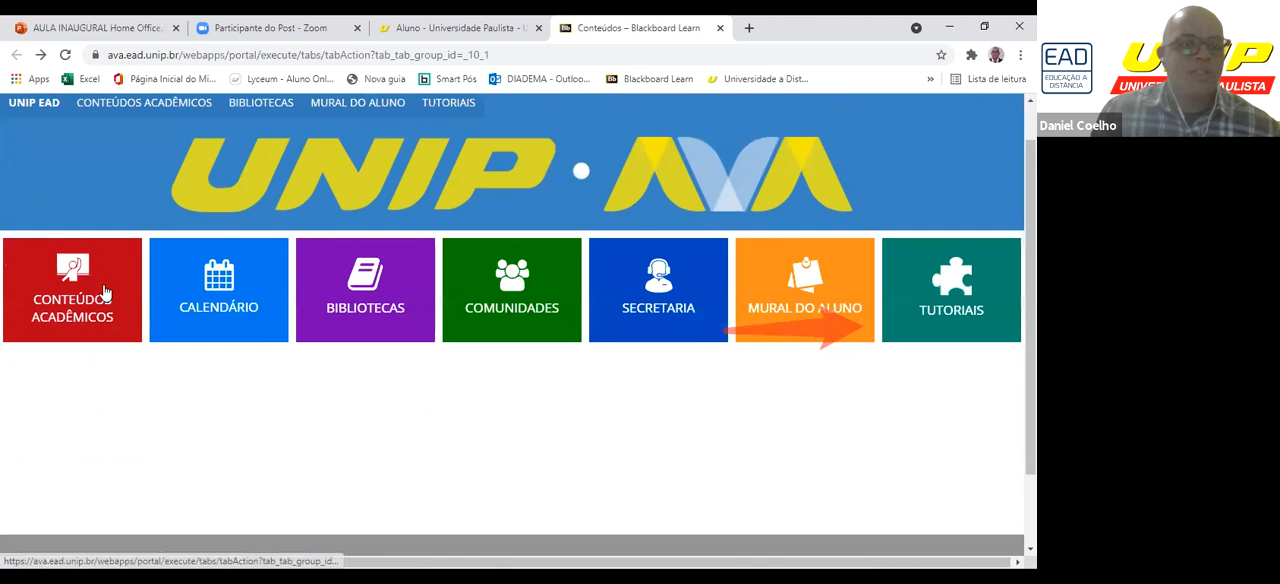 AULA INAUGURAL Home Office.
Participante do Post - Zoom
Aluno - Universidade Paulista - U
Conteúdos – Blackboard Learn
ava.ead.unip.br/webapps/portal/execute/tabs/tabAction?tab_tab_group_id=_10_1
Apps
Excel
Página Inicial do Mi...
Lyceum - Aluno Onl...
Nova guia
Smart Pós
DIADEMA - Outloo...
Blackboard Learn
Universidade a Dist...
»
Lista de leitura
UNIP EAD
CONTEÚDOS ACADÊMICOS
BIBLIOTECAS
MURAL DO ALUNO
TUTORIAIS
UNIP • AVA
CONTEÚDOS
ACADÊMICOS
CALENDÁRIO
BIBLIOTECAS
COMUNIDADES
SECRETARIA
MURAL DO ALUNO
TUTORIAIS
https://ava.ead.unip.br/webapps/portal/execute/tabs/tabAction?tab_tab_group_id...
EAD
EDUCAÇÃO A
DISTÂNCIA
UNIP
Daniel Coelho